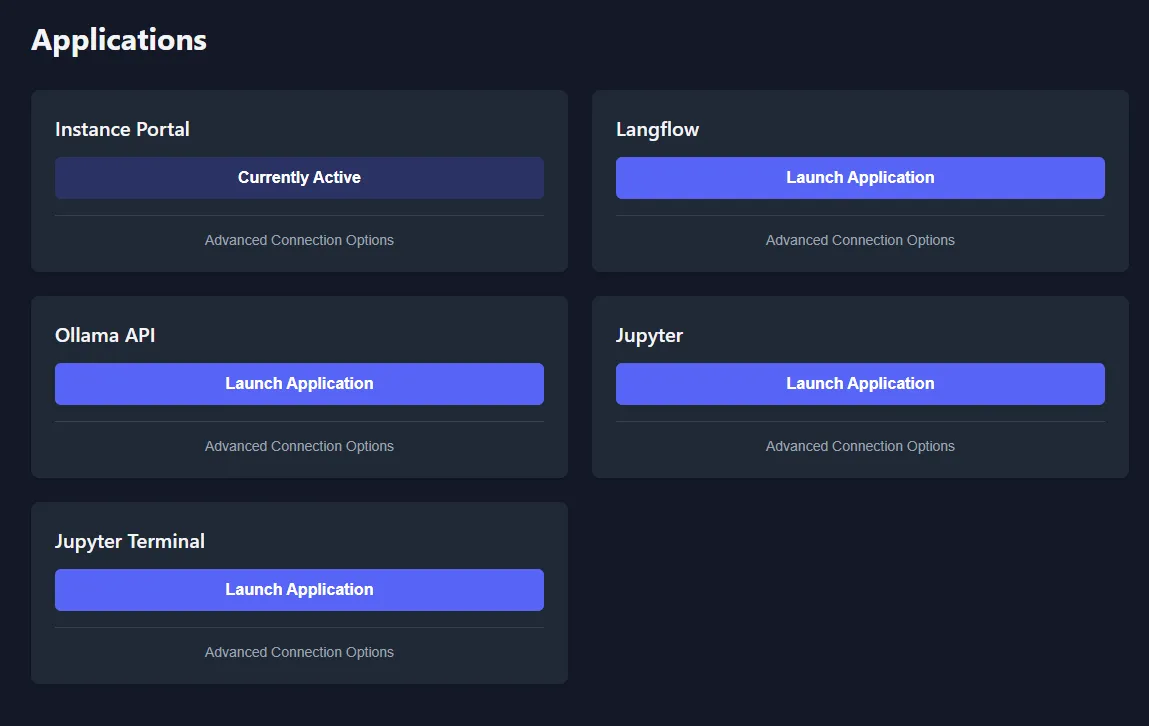 Applications
Instance Portal
Currently Active
Advanced Connection Options
Langflow
Launch Application
Advanced Connection Options
Ollama API
Launch Application
Advanced Connection Options
Jupyter
Launch Application
Advanced Connection Options
Jupyter Terminal
Launch Application
Advanced Connection Options